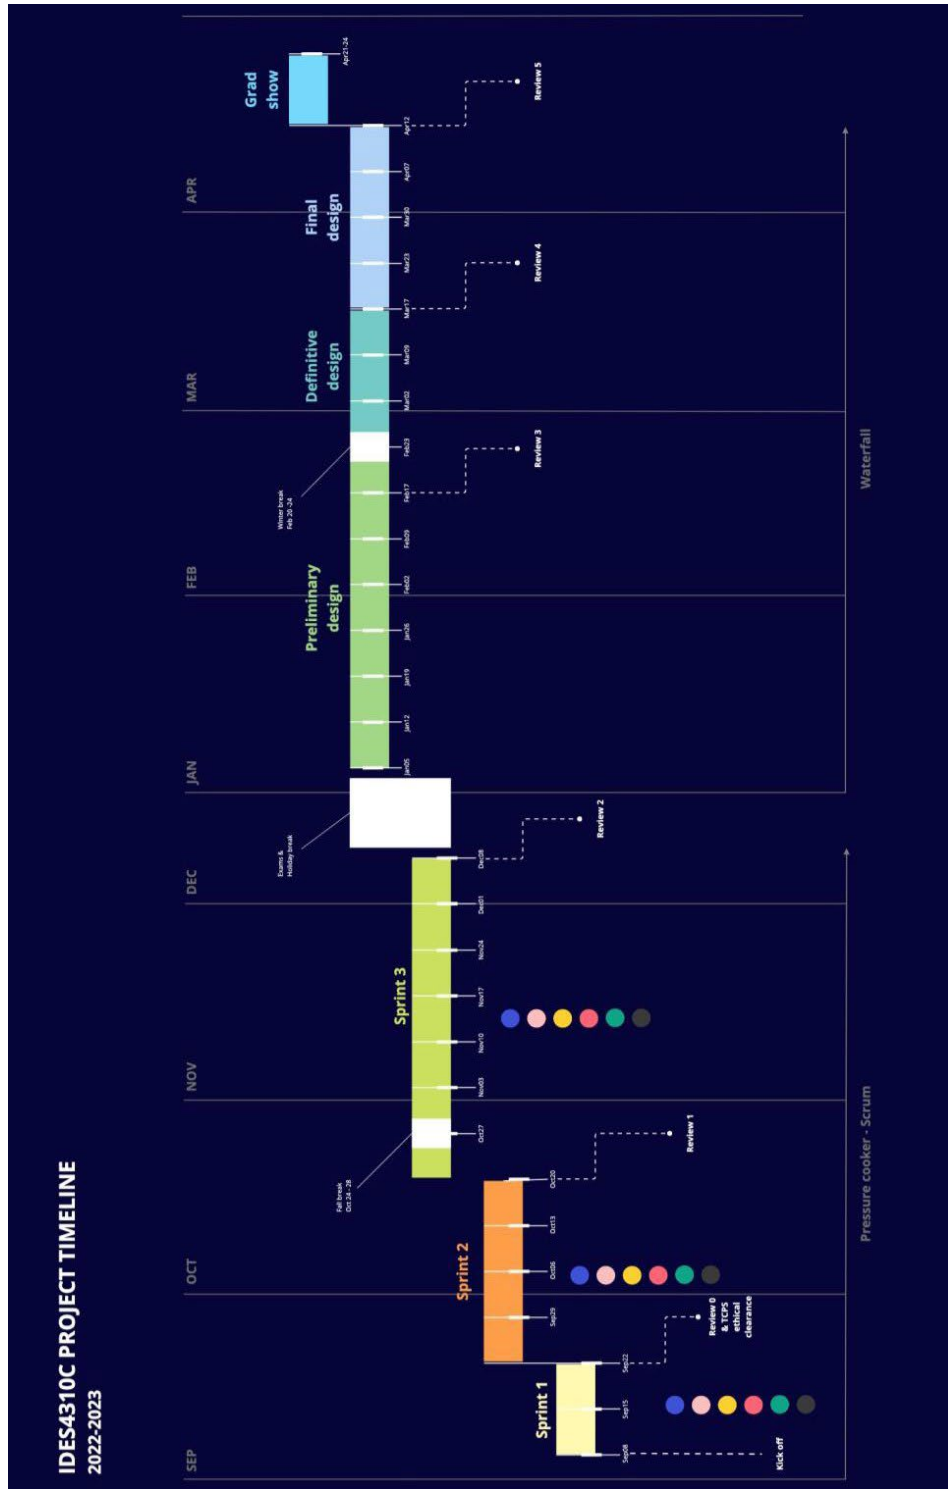 IDES4310C PROJECT TIMELINE
2022-2023
SEP
OCT
NOV
DEC
JAN
FEB
MAR
APR
Sprint 1
Sep08
Sep15
Sep22
Kick off
Review 0
& TCPS
ethical
clearance
Sprint 2
Sep29
Oct06
Oct13
Oct20
Review 1
Fall break
Oct 24 - 28
Sprint 3
Oct27
Nov03
Nov10
Nov17
Nov24
Dec01
Dec08
Review 2
Exams &
Holiday break
Preliminary
design
Jan05
Jan12
Jan19
Jan26
Feb02
Feb09
Feb17
Review 3
Winter break
Feb 20 -24
Feb23
Definitive
design
Mar02
Mar09
Mar17
Review 4
Final
design
Mar23
Mar30
Apr07
Apr12
Review 5
Grad
show
Apr21-24
Pressure cooker - Scrum
Waterfall